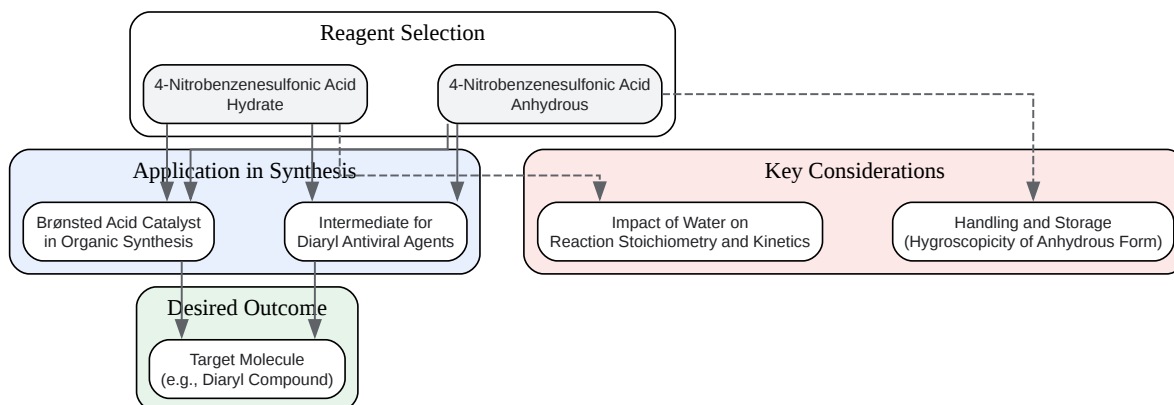 Reagent Selection
4-Nitrobenzenesulfonic Acid
Hydrate
4-Nitrobenzenesulfonic Acid
Anhydrous
Application in Synthesis
Key Considerations
Brønsted Acid Catalyst
in Organic Synthesis
Intermediate for
Diaryl Antiviral Agents
Impact of Water on
Reaction Stoichiometry and Kinetics
Handling and Storage
(Hygroscopicity of Anhydrous Form)
Desired Outcome
Target Molecule
(e.g., Diaryl Compound)